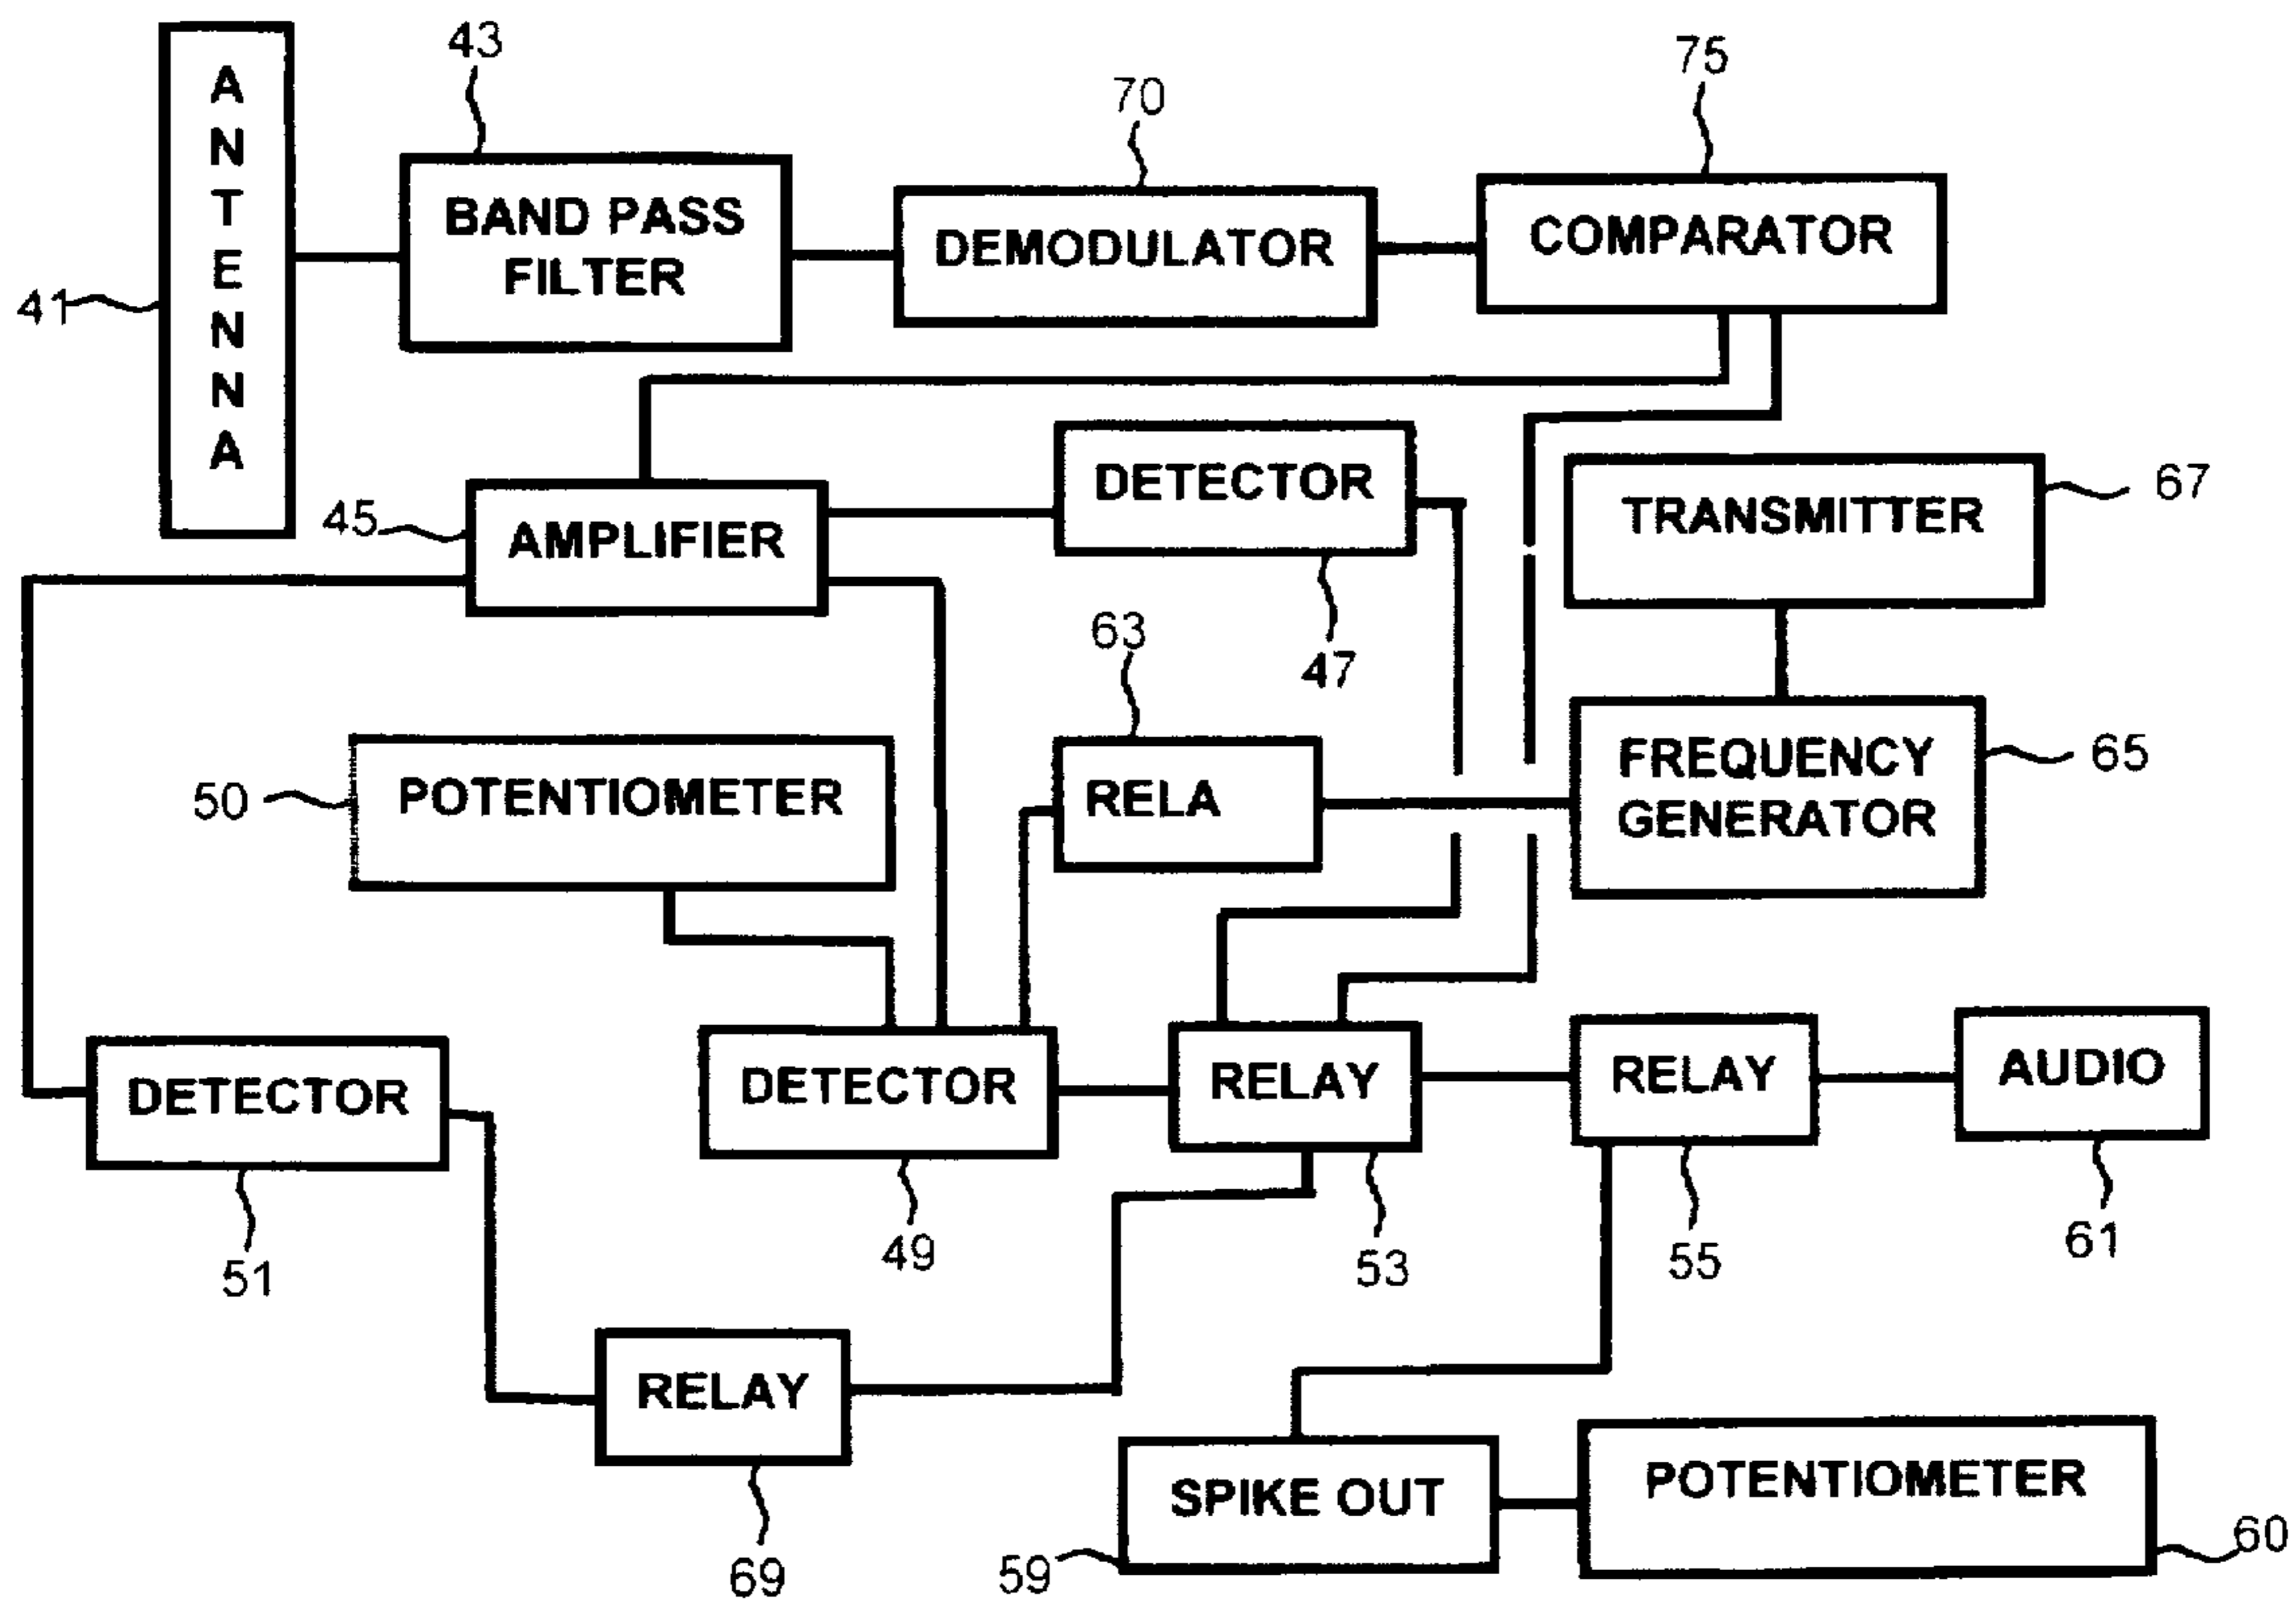 43
75
70
ANTENNA
BAND PASS
FILTER
DEMODULATOR
COMPARATOR
41
DETECTOR
67
TRANSMITTER
45
AMPLIFIER
63
47
FREQUENCY
GENERATOR
65
50
POTENTIOMETER
RELA
DETECTOR
DETECTOR
RELAY
RELAY
AUDIO
51
49
53
55
61
RELAY
SPIKE OUT
POTENTIOMETER
69
59
60